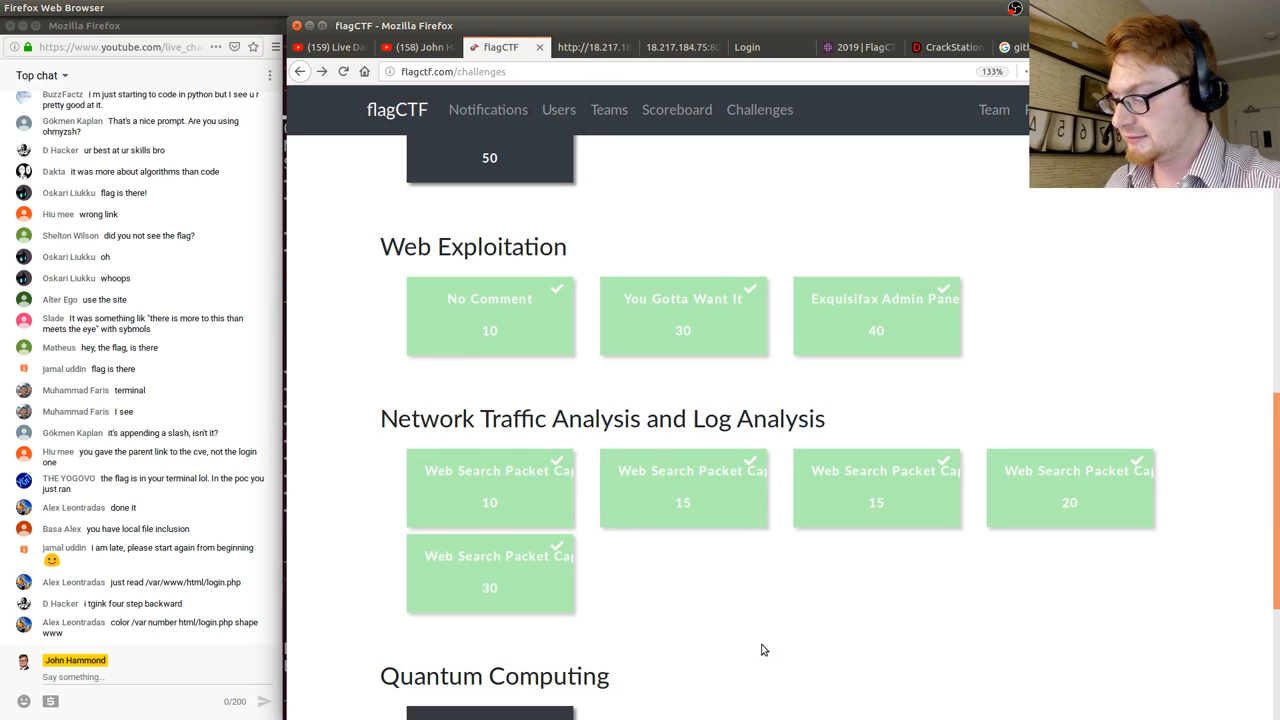 Firefox Web Browser
Mozilla Firefox
https://www.youtube.com/live_cha
Top chat
BuzzFactz i m just starting to code in python but I see u r
pretty good at it.
Gökmen Kaplan That's a nice prompt. Are you using
ohmyzsh?
D Hacker ur best at ur skills bro
Dakta it was more about algorithms than code
Oskari Liukku flag is there!
Hiu mee wrong link
Shelton Wilson did you not see the flag?
Oskari Liukku oh
Oskari Liukku whoops
Alter Ego use the site
Slade It was something lik "there is more to this than
meets the eye" with sybmols
Matheus hey, the flag, is there
jamal uddin flag is there
Muhammad Faris terminal
Muhammad Faris I see
Gökmen Kaplan it's appending a slash, isn't it?
Hiu mee you gave the parent link to the cve, not the login
one
THE YOGOVO the flag is in your terminal lol. In the poc you
just ran
Alex Leontradas done it
Basa Alex you have local file inclusion
jamal uddin i am late, please start again from beginning
Alex Leontradas just read /var/www/html/login.php
D Hacker i tgink four step backward
Alex Leontradas color /var number html/login.php shape
www
John Hammond
Say something...
0/200
flagCTF - Mozilla Firefox
(159) Live Da
(158) John H.
flagCTF
http://18.217.18
18.217.184.75:80
Login
2019 | FlagCT
CrackStation
gith
flagctf.com/challenges
133%
flagCTF
Notifications
Users
Teams
Scoreboard
Challenges
Team
50
Web Exploitation
No Comment
10
You Gotta Want It
30
Exquisifax Admin Pane
40
Network Traffic Analysis and Log Analysis
Web Search Packet Cap
10
Web Search Packet Cap
15
Web Search Packet Cap
15
Web Search Packet Cap
20
Web Search Packet Cap
30
Quantum Computing